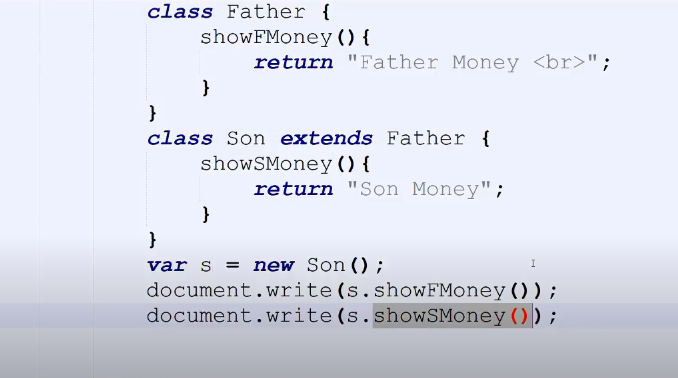 class Father {
showFMoney(){
return "Father Money <br>";
}
}
class Son extends Father {
showSMoney(){
return "Son Money";
}
}
var s = new Son();
document.write(s.showFMoney());
document.write(s.showSMoney());